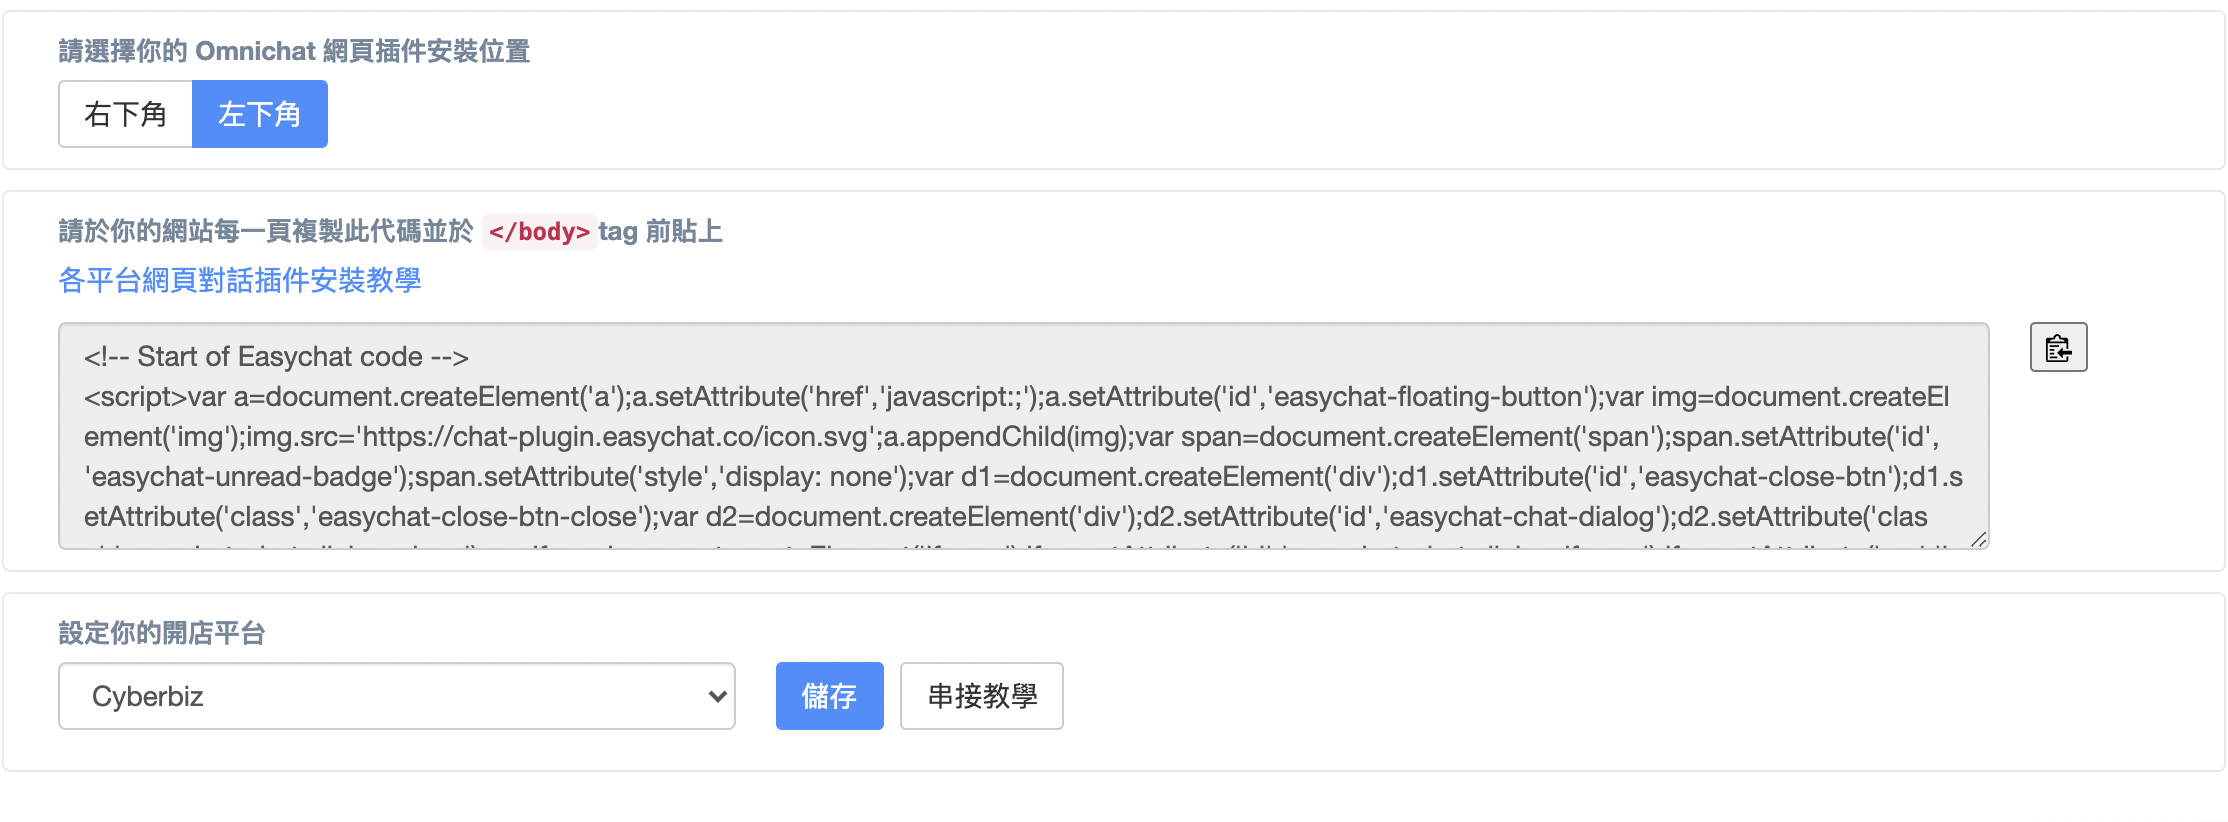 請選擇你的 Omnichat 網頁插件安裝位置
右下角 左下角
請於你的網站每一頁複製此代碼並於 </body> tag 前貼上
各平台網頁對話插件安裝教學
<!-- Start of Easychat code -->
<script>var a=document.createElement('a');a.setAttribute('href','javascript:;');a.setAttribute('id','easychat-floating-button');var img=document.createEl
ement('img');img.src='https://chat-plugin.easychat.co/icon.svg';a.appendChild(img);var span=document.createElement('span');span.setAttribute('id',
'easychat-unread-badge');span.setAttribute('style','display: none');var d1=document.createElement('div');d1.setAttribute('id','easychat-close-btn');d1.s
etAttribute('class','easychat-close-btn-close');var d2=document.createElement('div');d2.setAttribute('id','easychat-chat-dialog');d2.setAttribute('clas
設定你的開店平台
Cyberbiz 儲存 串接教學